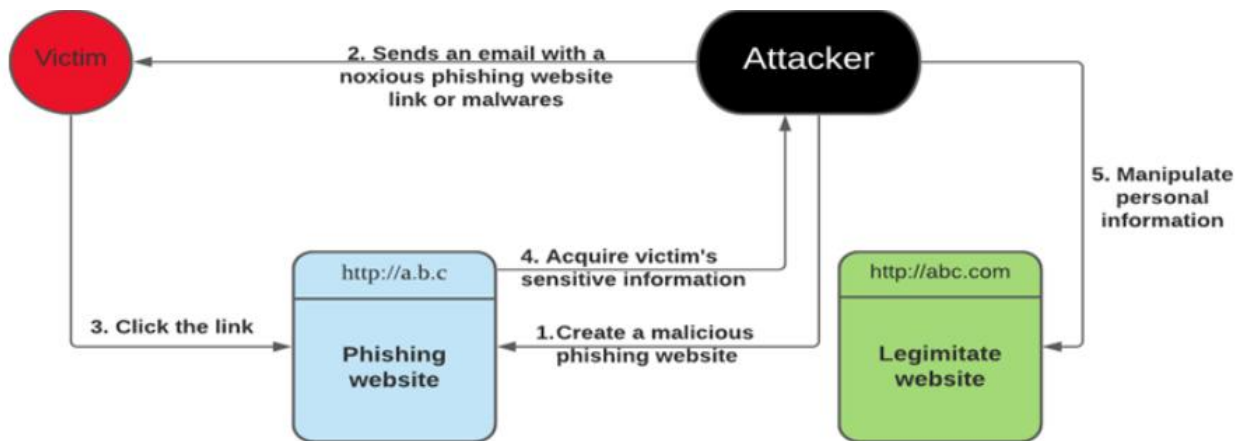 Victim
2. Sends an email with a
noxious phishing website
link or malwares
Attacker
5. Manipulate
personal
information
http://a.b.c
4. Acquire victim's
sensitive information
http://abc.com
3. Click the link
1.Create a malicious
phishing website
Phishing
website
Legimitate
website